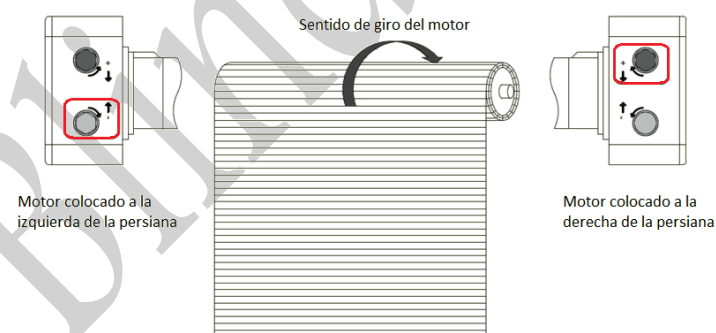 Sentido de giro del motor
Motor colocado a la
izquierda de la persiana
Motor colocado a la
derecha de la persiana